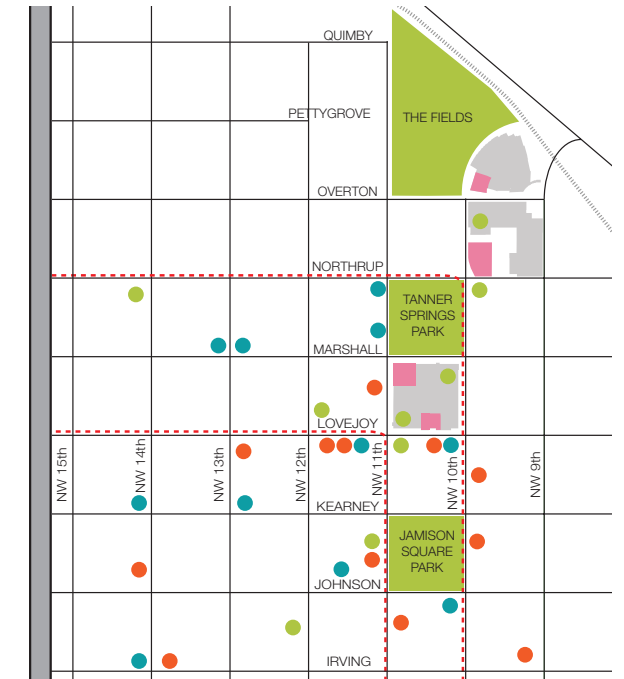 QUIMBY
PETTYGROVE
THE FIELDS
OVERTON
NORTHRUP
TANNER
SPRINGS
PARK
MARSHALL
LOVEJOY
NW 15th
NW 14th
NW 13th
NW 12th
NW 11th
NW 10th
NW 9th
KEARNEY
JAMISON
SQUARE
PARK
JOHNSON
IRVING